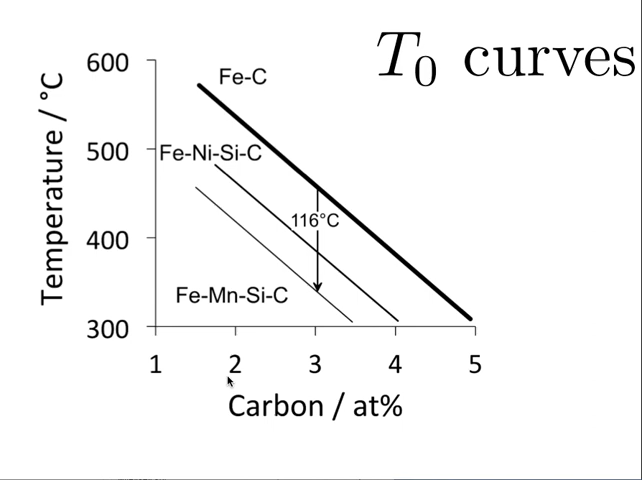 T₀ curves
600
Fe-C
500
Fe-Ni-Si-C
116°C
400
Fe-Mn-Si-C
300
Temperature / °C
1 2 3 4 5
Carbon / at%